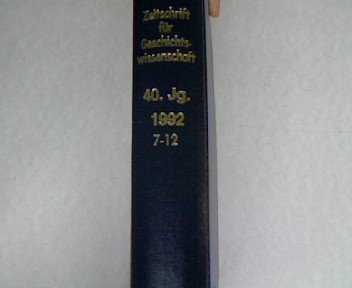 Zeitschrift
für
Geschichts-
wissenschaft
40. Jg.
1992
7-12